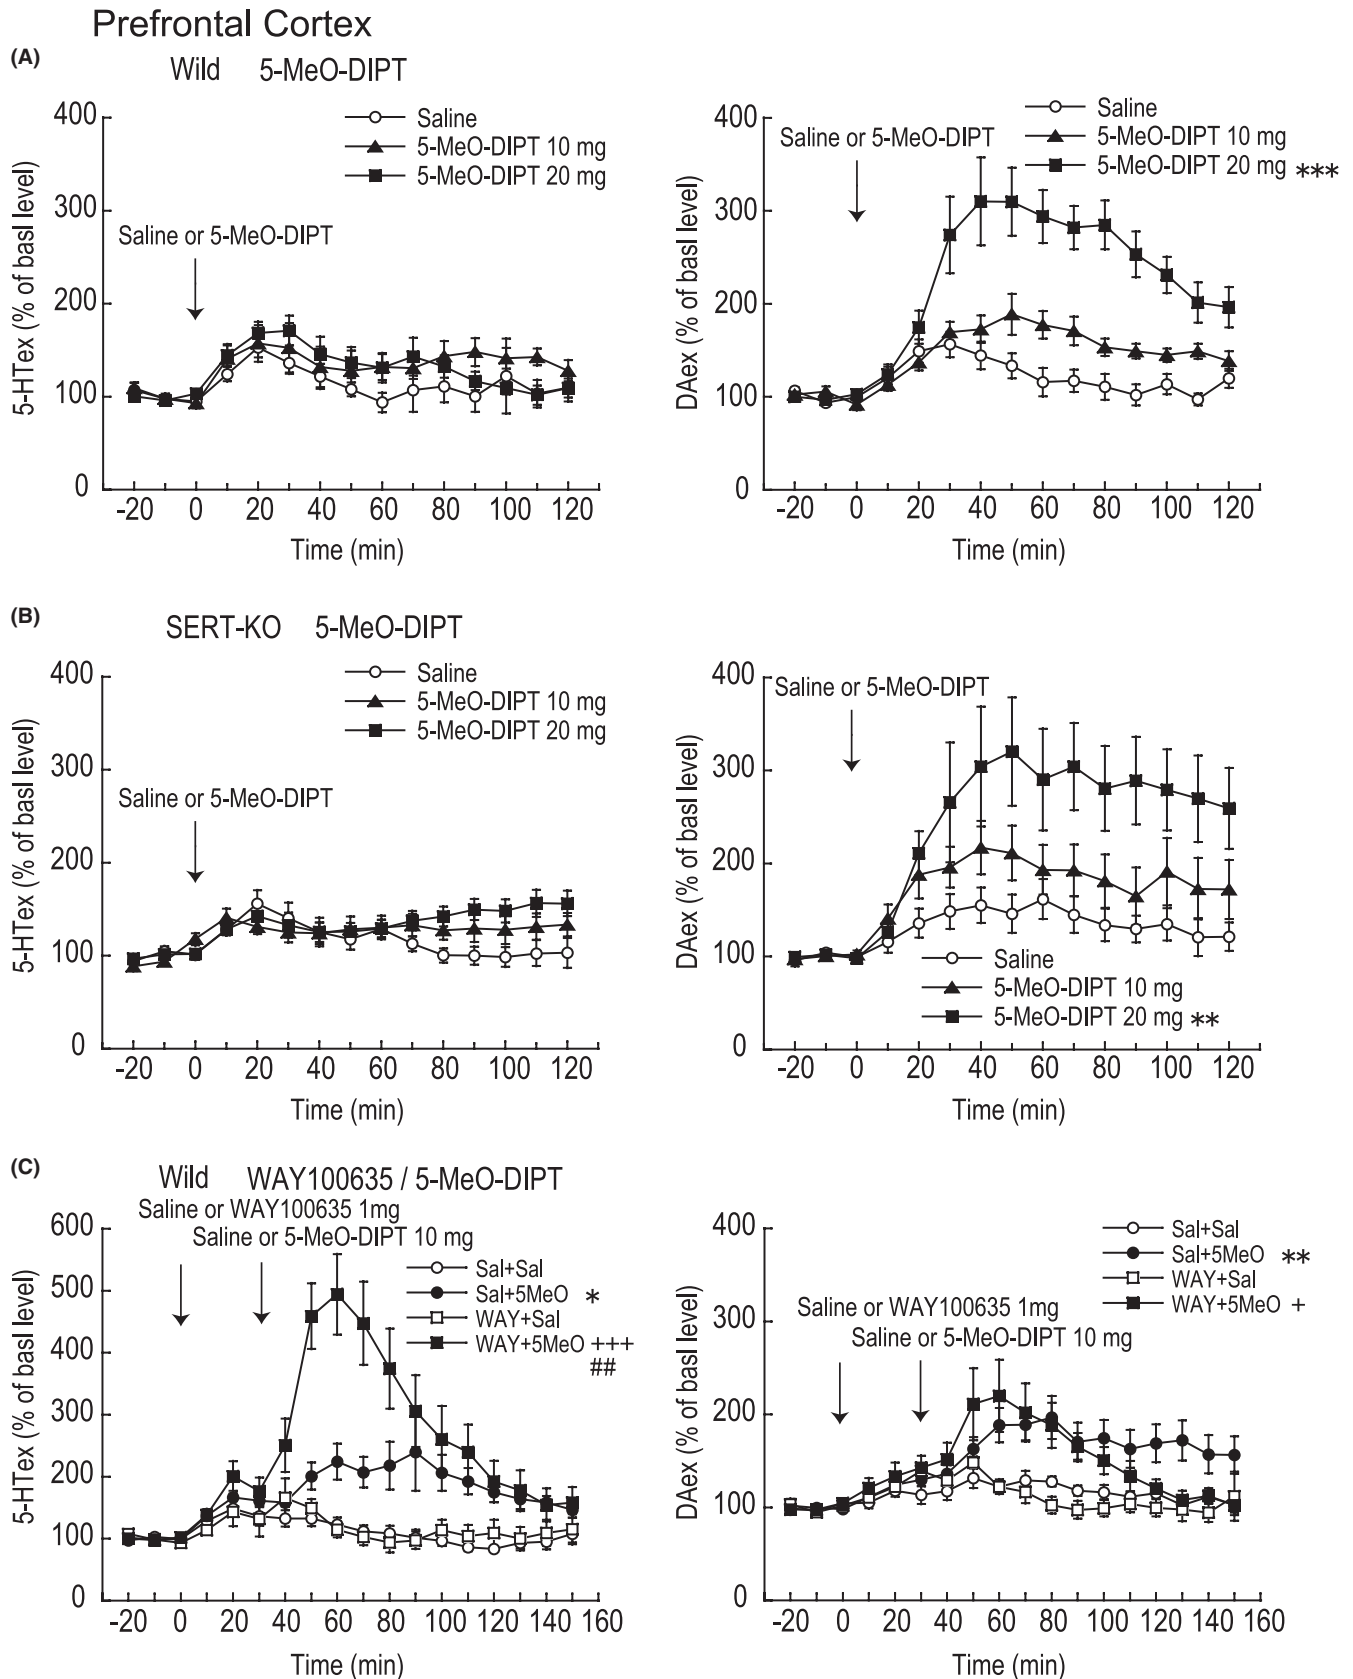 Prefrontal Cortex
(A)
Wild 5-MeO-DIPT
400
300
200
100
0
5-HTex (% of basl level)
Saline
5-MeO-DIPT 10 mg
5-MeO-DIPT 20 mg
Saline or 5-MeO-DIPT
-20 0 20 40 60 80 100 120
Time (min)
400
300
200
100
0
DAex (% of basl level)
Saline
5-MeO-DIPT 10 mg
5-MeO-DIPT 20 mg ***
Saline or 5-MeO-DIPT
-20 0 20 40 60 80 100 120
Time (min)
(B)
SERT-KO 5-MeO-DIPT
400
300
200
100
0
5-HTex (% of basl level)
Saline
5-MeO-DIPT 10 mg
5-MeO-DIPT 20 mg
Saline or 5-MeO-DIPT
-20 0 20 40 60 80 100 120
Time (min)
400
300
200
100
0
DAex (% of basl level)
Saline or 5-MeO-DIPT
Saline
5-MeO-DIPT 10 mg
5-MeO-DIPT 20 mg **
-20 0 20 40 60 80 100 120
Time (min)
(C)
Wild WAY100635 / 5-MeO-DIPT
Saline or WAY100635 1mg
Saline or 5-MeO-DIPT 10 mg
600
500
400
300
200
100
0
5-HTex (% of basl level)
Sal+Sal
Sal+5MeO *
WAY+Sal
WAY+5MeO +++
##
-20 0 20 40 60 80 100 120 140 160
Time (min)
400
300
200
100
0
DAex (% of basl level)
Sal+Sal
Sal+5MeO **
WAY+Sal
WAY+5MeO +
Saline or WAY100635 1mg
Saline or 5-MeO-DIPT 10 mg
-20 0 20 40 60 80 100 120 140 160
Time (min)